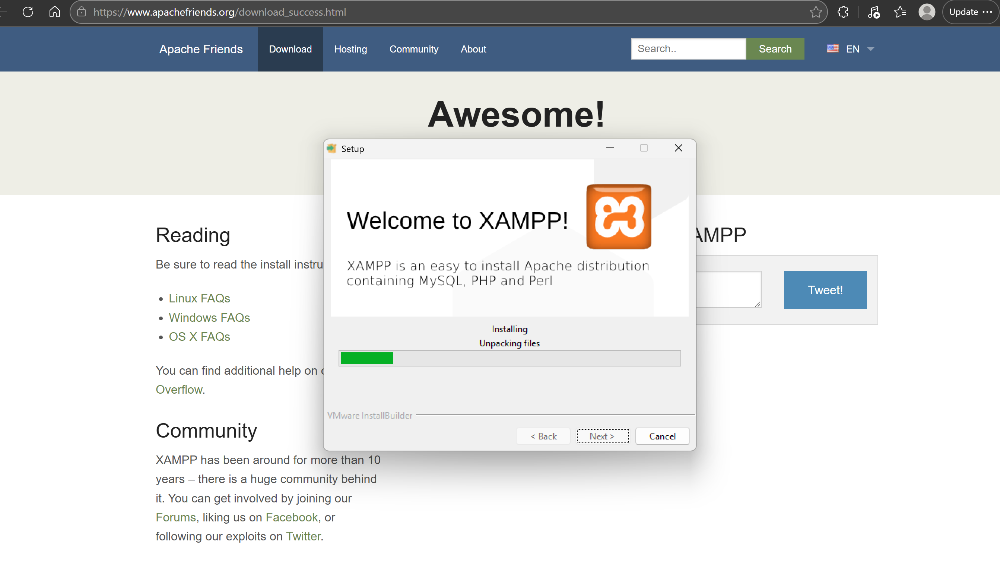 https://www.apachefriends.org/download_success.html
Update
Apache Friends
Download
Hosting
Community
About
Search..
Search
EN
Awesome!
Setup
Welcome to XAMPP!
XAMPP is an easy to install Apache distribution
containing MySQL, PHP and Perl
Installing
Unpacking files
VMware InstallBuilder
< Back
Next >
Cancel
Reading
Be sure to read the install
Linux FAQs
Windows FAQs
OS X FAQs
You can find additional help on
Overflow.
Community
XAMPP has been around for more than 10
years – there is a huge community behind
it. You can get involved by joining our
Forums, liking us on Facebook, or
following our exploits on Twitter.
AMPP
Tweet!